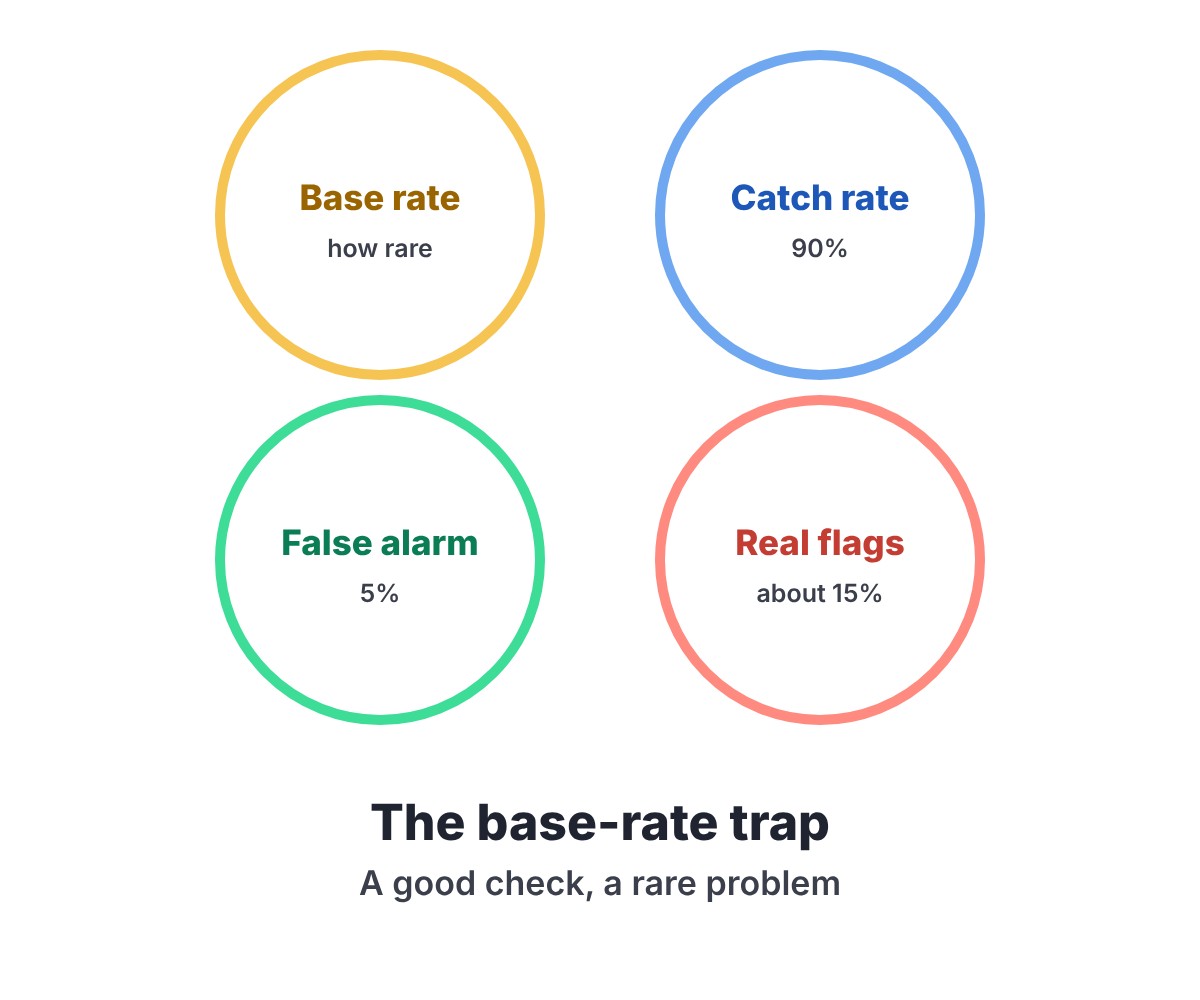 Base rate
how rare
Catch rate
90%
False alarm
5%
Real flags
about 15%
The base-rate trap
A good check, a rare problem